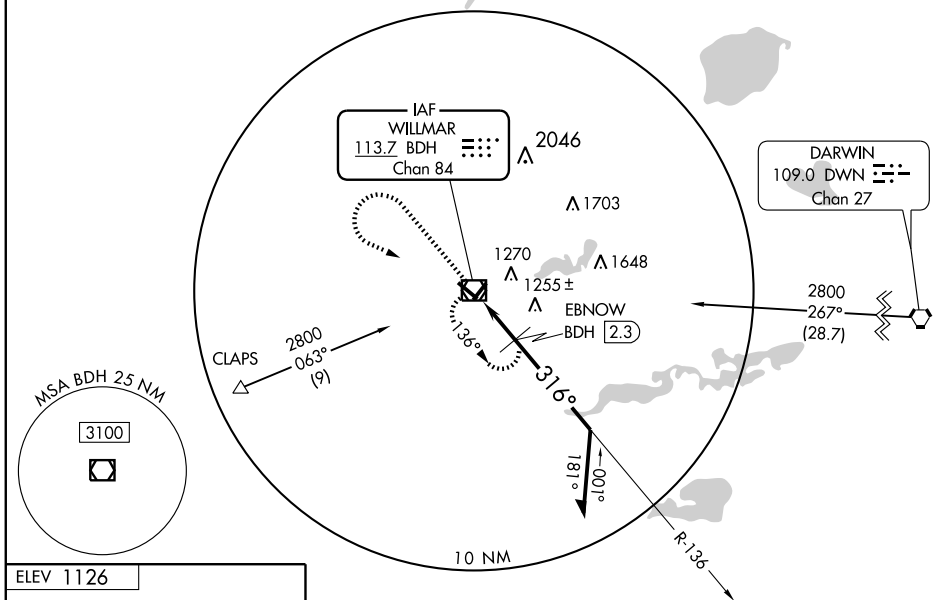 IAF
WILLMAR
113.7 BDH
Chan 84
2046
1703
DARWIN
109.0 DWN
Chan 27
1270
1648
1255 ±
EBNOW
BDH 2.3
2800
267°
(28.7)
136°
CLAPS
2800
063°
(9)
316°
MSA BDH 25 NM
3100
181°
001°
R-136
10 NM
ELEV 1126